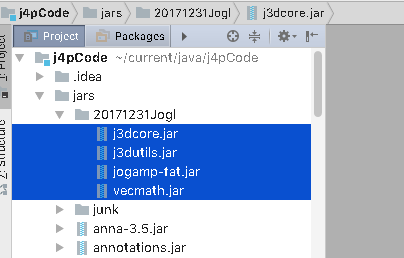 j4pCode jars 20171231Jogl j3dcore.jar
1: Project
Project Packages
j4pCode ~/current/java/j4pCode
.idea
jars
20171231Jogl
j3dcore.jar
j3dutils.jar
jogamp-fat.jar
vecmath.jar
junk
anna-3.5.jar
annotations.jar
7: Structure